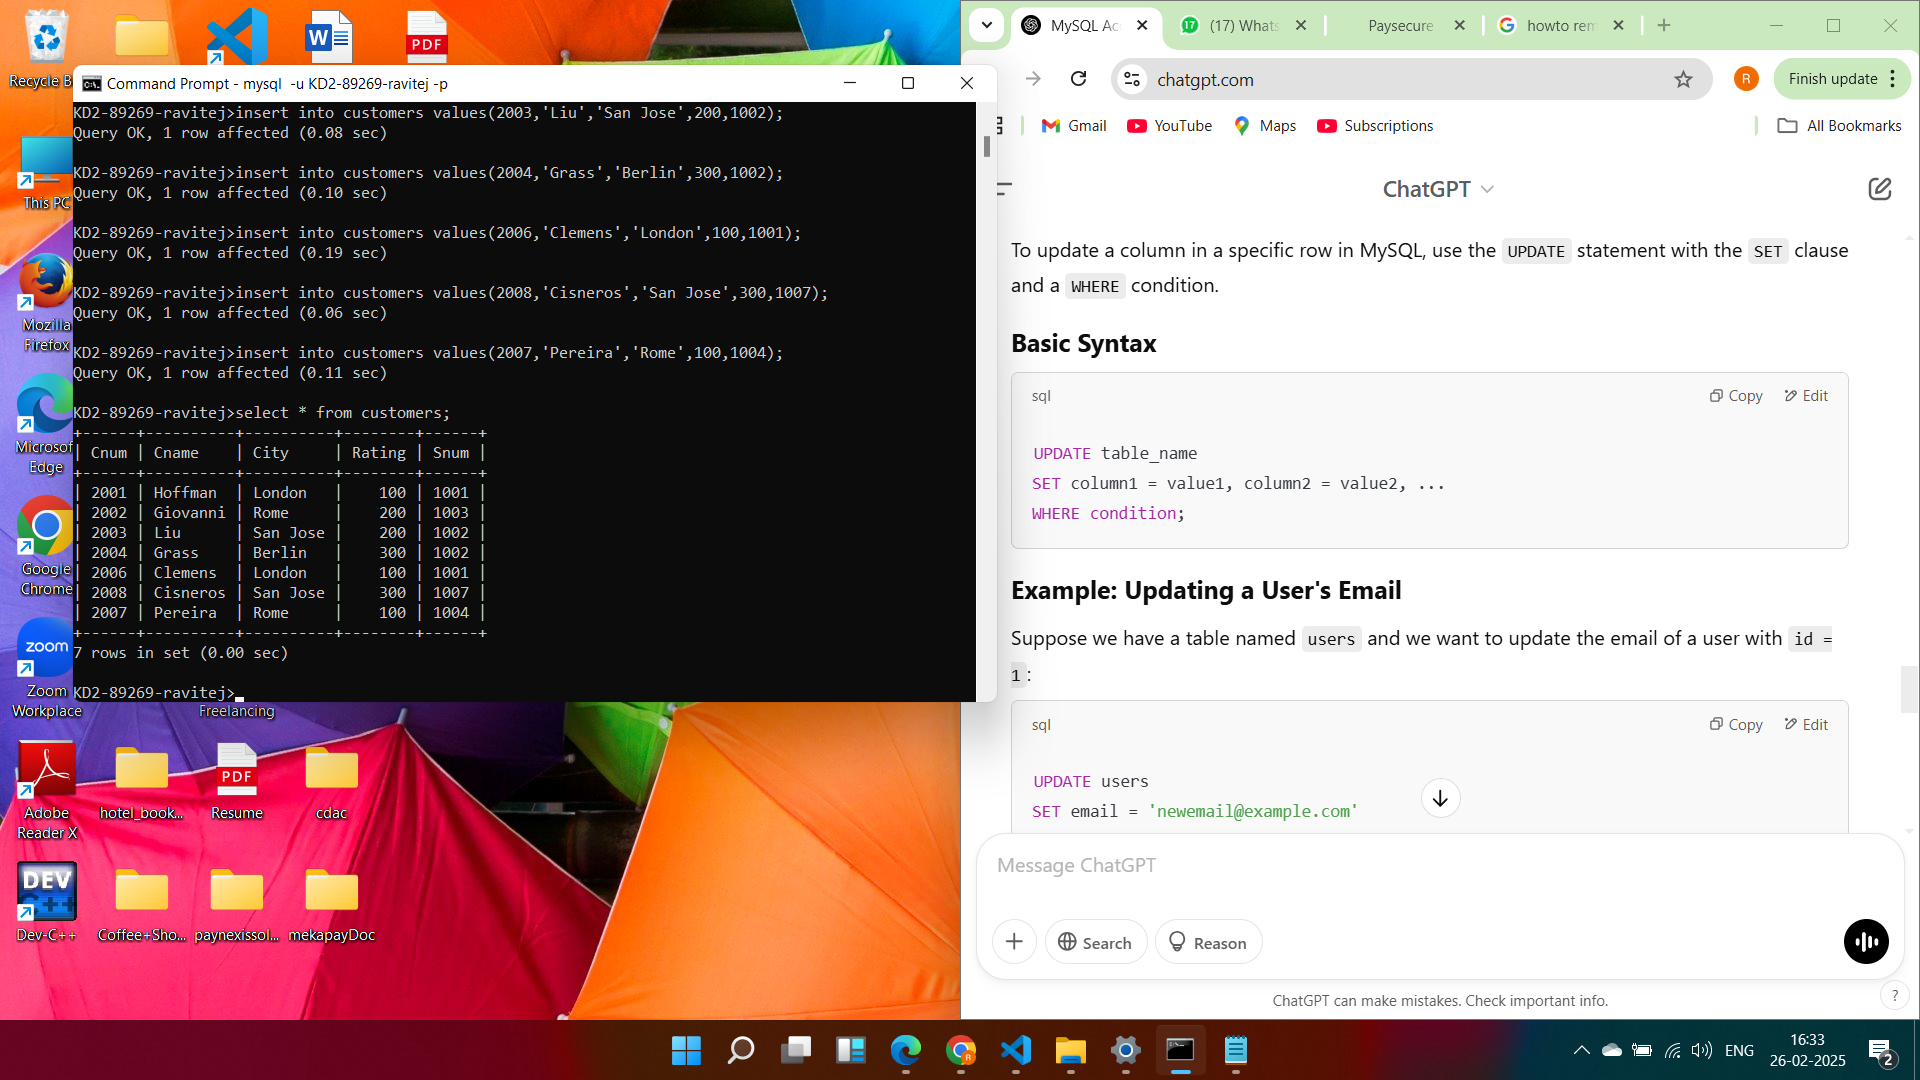 Recycle B
This PC
Mozilla
Firefox
Microsof
Edge
Google
Chrome
zoom
Zoom
Workplace
Freelancing
Adobe
Reader X
hotel_book...
PDF
Resume
cdac
DEV
C++
Dev-C++
Coffee+Sho...
paynexissol...
mekapayDoc
W
PDF
Command Prompt - mysql  -u KD2-89269-ravitej -p
KD2-89269-ravitej>insert into customers values(2003,'Liu','San Jose',200,1002);
Query OK, 1 row affected (0.08 sec)
KD2-89269-ravitej>insert into customers values(2004,'Grass','Berlin',300,1002);
Query OK, 1 row affected (0.10 sec)
KD2-89269-ravitej>insert into customers values(2006,'Clemens','London',100,1001);
Query OK, 1 row affected (0.19 sec)
KD2-89269-ravitej>insert into customers values(2008,'Cisneros','San Jose',300,1007);
Query OK, 1 row affected (0.06 sec)
KD2-89269-ravitej>insert into customers values(2007,'Pereira','Rome',100,1004);
Query OK, 1 row affected (0.11 sec)
KD2-89269-ravitej>select * from customers;
+------+----------+----------+--------+------+
| Cnum | Cname    | City     | Rating | Snum |
+------+----------+----------+--------+------+
| 2001 | Hoffman  | London   |    100 | 1001 |
| 2002 | Giovanni | Rome     |    200 | 1003 |
| 2003 | Liu      | San Jose |    200 | 1002 |
| 2004 | Grass    | Berlin   |    300 | 1002 |
| 2006 | Clemens  | London   |    100 | 1001 |
| 2008 | Cisneros | San Jose |    300 | 1007 |
| 2007 | Pereira  | Rome     |    100 | 1004 |
+------+----------+----------+--------+------+
7 rows in set (0.00 sec)
KD2-89269-ravitej>
MySQL Ac
17 (17) Whats
Paysecure
howto rem
chatgpt.com
R
Finish update
Gmail
YouTube
Maps
Subscriptions
All Bookmarks
ChatGPT
To update a column in a specific row in MySQL, use the UPDATE statement with the SET clause
and a WHERE condition.
Basic Syntax
sql
Copy
Edit
UPDATE table_name
SET column1 = value1, column2 = value2, ...
WHERE condition;
Example: Updating a User's Email
Suppose we have a table named users and we want to update the email of a user with id =
1 :
sql
Copy
Edit
UPDATE users
SET email = 'newemail@example.com'
Message ChatGPT
Search
Reason
ChatGPT can make mistakes. Check important info.
?
ENG
16:33
26-02-2025
2